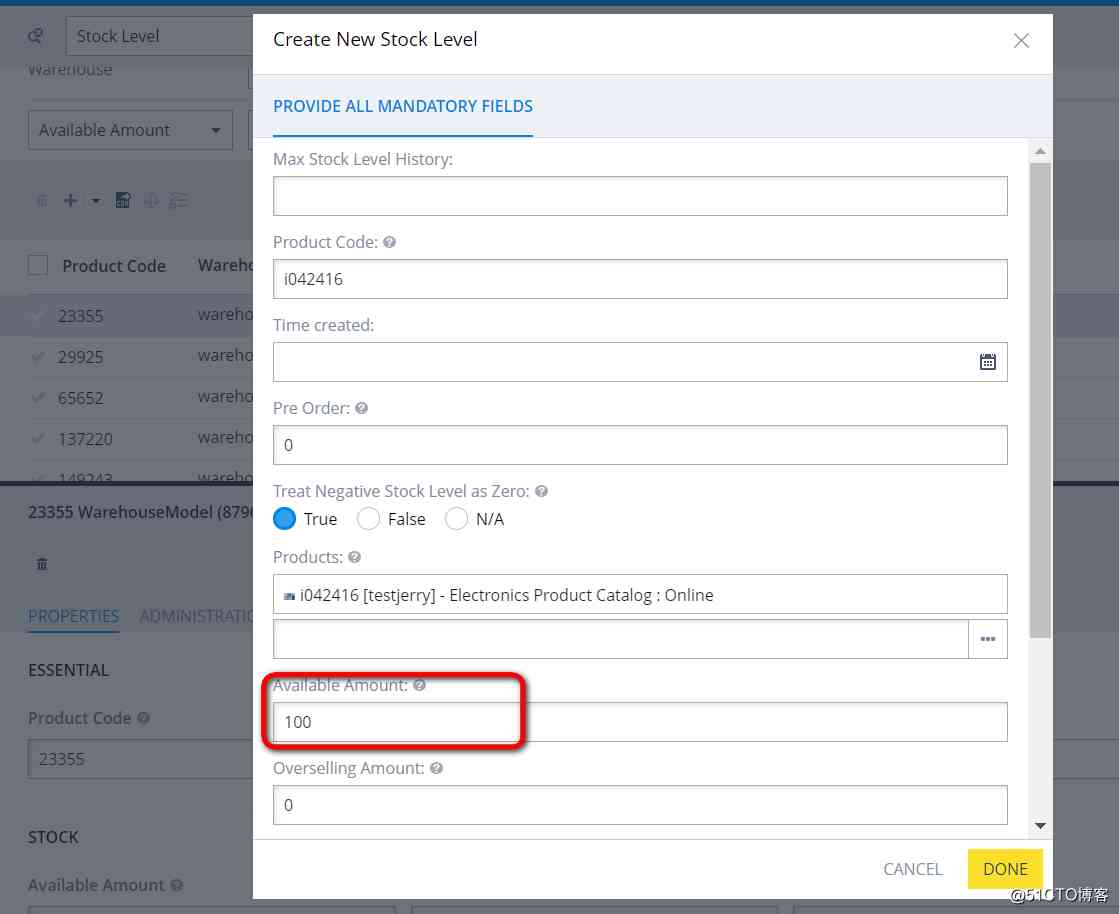 Stock Level
Warehouse
Available Amount
Product Code
23355
wareho
29925
wareho
65652
wareho
137220
wareho
149243
wareho
23355 WarehouseModel (879
PROPERTIES ADMINISTRATIO
ESSENTIAL
Product Code
23355
STOCK
Available Amount
Create New Stock Level
PROVIDE ALL MANDATORY FIELDS
Max Stock Level History:
Product Code:
i042416
Time created:
Pre Order:
0
Treat Negative Stock Level as Zero:
True False N/A
Products:
i042416 [testjerry] - Electronics Product Catalog : Online
Available Amount:
100
Overselling Amount:
0
CANCEL DONE
@51CTO博客